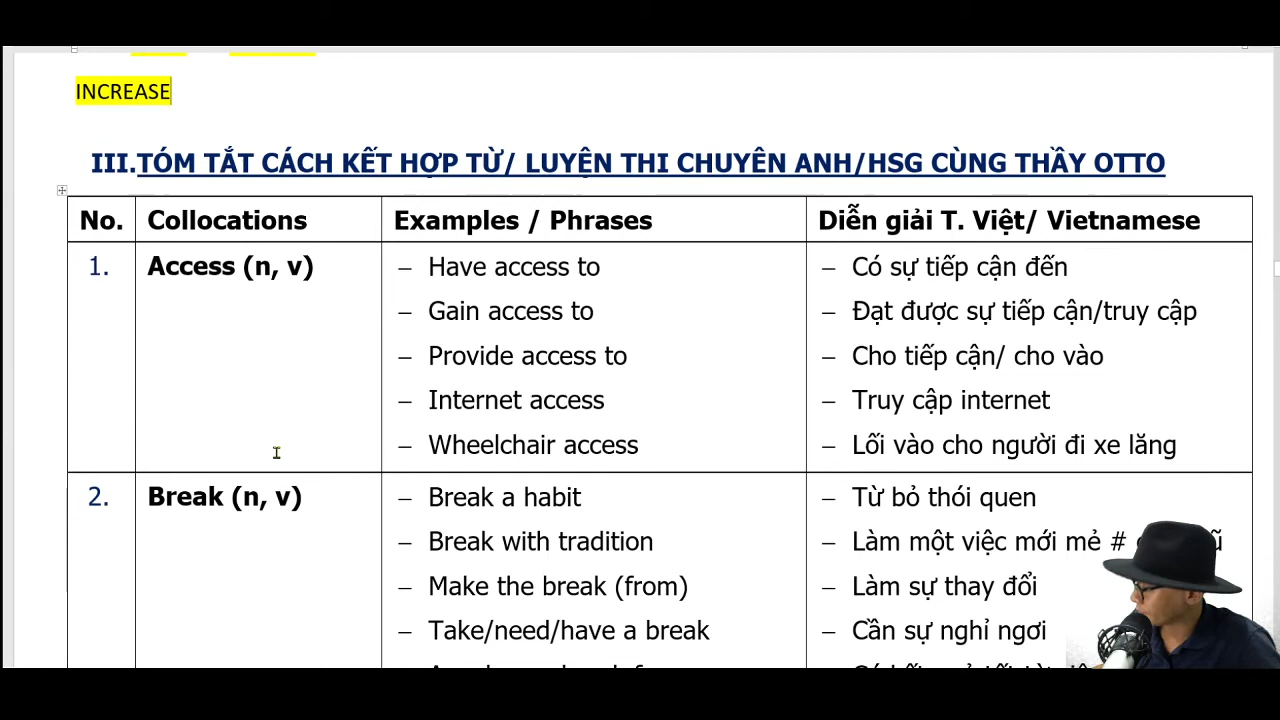 INCREASE
III.TÓM TẮT CÁCH KẾT HỢP TỪ/ LUYỆN THI CHUYÊN ANH/HSG CÙNG THẦY OTTO
No. Collocations Examples / Phrases Diễn giải T. Việt/ Vietnamese
1. Access (n, v) – Have access to – Có sự tiếp cận đến
– Gain access to – Đạt được sự tiếp cận/truy cập
– Provide access to – Cho tiếp cận/ cho vào
– Internet access – Truy cập internet
– Wheelchair access – Lối vào cho người đi xe lăng
2. Break (n, v) – Break a habit – Từ bỏ thói quen
– Break with tradition – Làm một việc mới mẻ #
– Make the break (from) – Làm sự thay đổi
– Take/need/have a break – Cần sự nghỉ ngơi